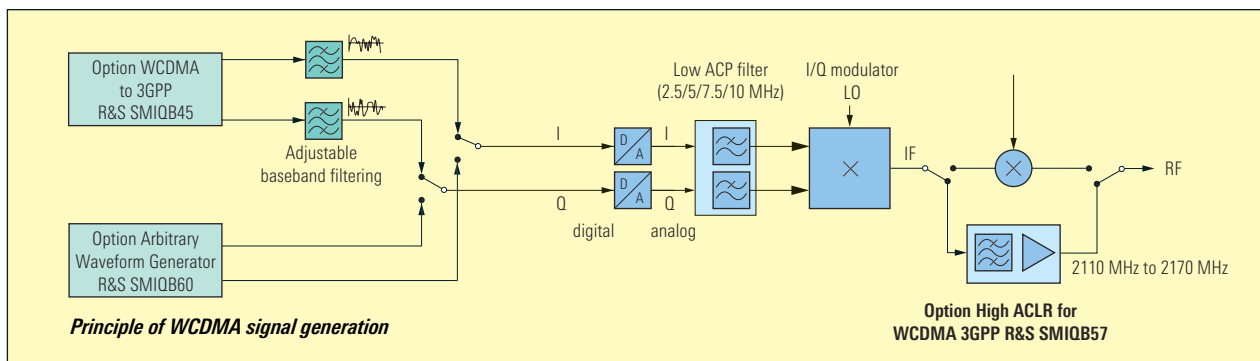 Option WCDMA
to 3GPP
R&S SMIQB45
Adjustable
baseband filtering
Option Arbitrary
Waveform Generator
R&S SMIQB60
Principle of WCDMA signal generation
I
Q
digital
D
A
D
A
I
Q
analog
Low ACP filter
(2.5/5/7.5/10 MHz)
I/Q modulator
LO
IF
RF
2110 MHz to 2170 MHz
Option High ACLR for
WCDMA 3GPP R&S SMIQB57